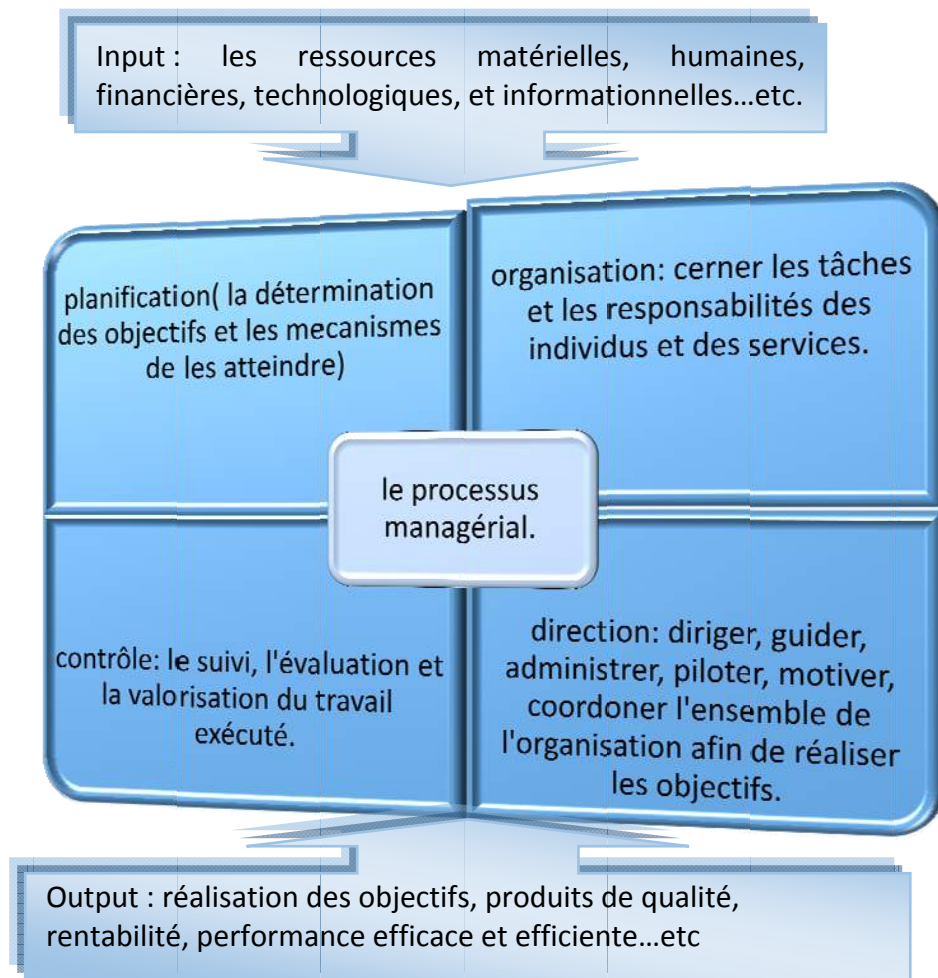 Input : les ressources matérielles, humaines,
financières, technologiques, et informationnelles…etc.
planification( la détermination
des objectifs et les mecanismes
de les atteindre)
organisation: cerner les tâches
et les responsabilités des
individus et des services.
le processus
managérial.
contrôle: le suivi, l'évaluation et
la valorisation du travail
exécuté.
direction: diriger, guider,
administrer, piloter, motiver,
coordoner l'ensemble de
l'organisation afin de réaliser
les objectifs.
Output : réalisation des objectifs, produits de qualité,
rentabilité, performance efficace et efficiente…etc